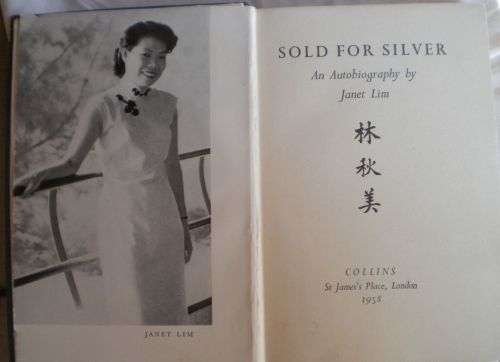 JANET LIM
SOLD FOR SILVER
An Autobiography by
Janet Lim
林
秋
美
COLLINS
St James's Place, London
1958